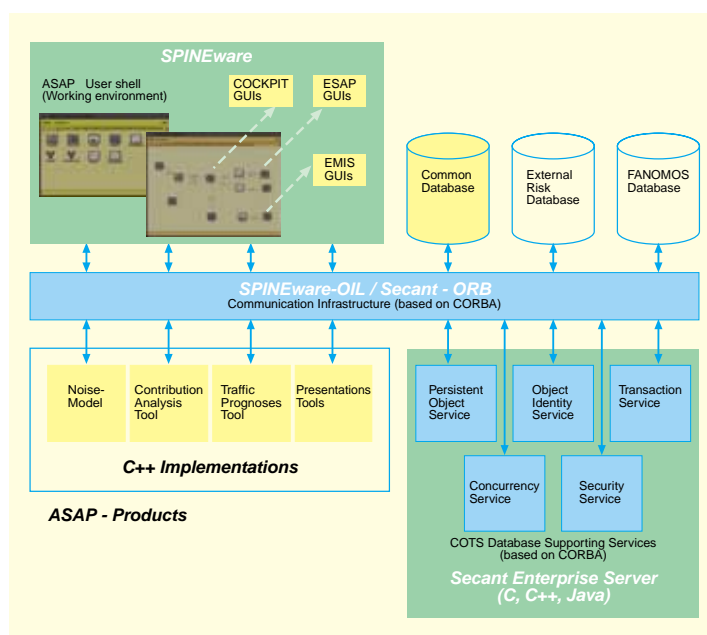 SPINEware
ASAP User shell
(Working environment)
COCKPIT
GUIs
ESAP
GUIs
EMIS
GUIs
Common
Database
External
Risk
Database
FANOMOS
Database
SPINEware-OIL / Secant - ORB
Communication Infrastructure (based on CORBA)
Noise-
Model
Contribution
Analysis
Tool
Traffic
Prognoses
Tool
Presentations
Tools
C++ Implementations
ASAP - Products
Persistent
Object
Service
Object
Identity
Service
Transaction
Service
Concurrency
Service
Security
Service
COTS Database Supporting Services
(based on CORBA)
Secant Enterprise Server
(C, C++, Java)